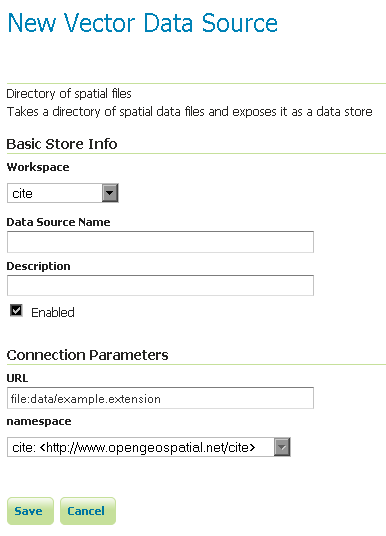 New Vector Data Source
Directory of spatial files
Takes a directory of spatial data files and exposes it as a data store
Basic Store Info
Workspace
cite
Data Source Name
Description
Enabled
Connection Parameters
URL
file:data/example.extension
namespace
cite: <http://www.opengeospatial.net/cite>
Save Cancel